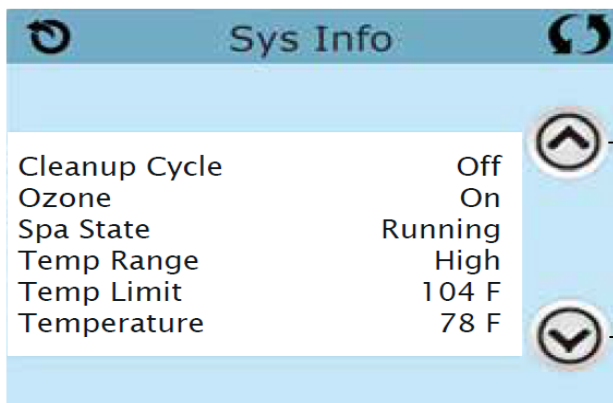 Sys Info
Cleanup Cycle Off
Ozone On
Spa State Running
Temp Range High
Temp Limit 104 F
Temperature 78 F